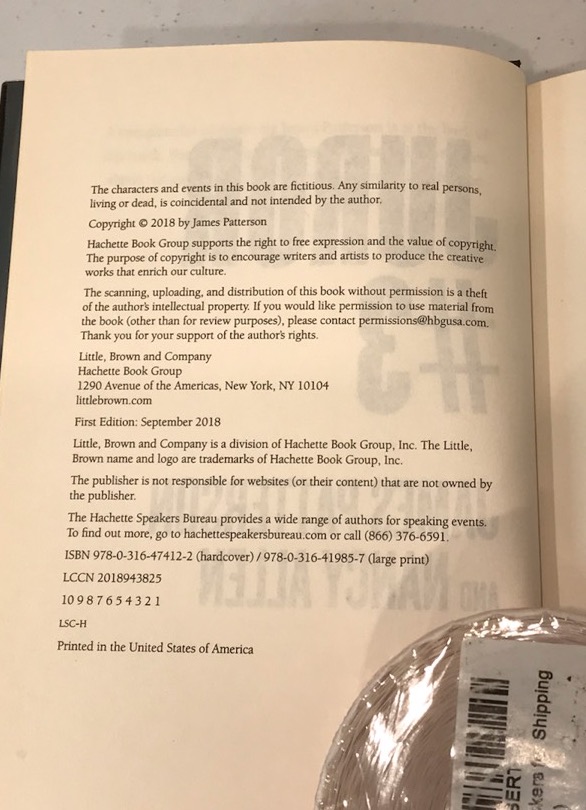 The characters and events in this book are fictitious. Any similarity to real persons,
living or dead, is coincidental and not intended by the author.
Copyright © 2018 by James Patterson
Hachette Book Group supports the right to free expression and the value of copyright.
The purpose of copyright is to encourage writers and artists to produce the creative
works that enrich our culture.
The scanning, uploading, and distribution of this book without permission is a theft
of the author's intellectual property. If you would like permission to use material from
the book (other than for review purposes), please contact permissions@hbgusa.com.
Thank you for your support of the author's rights.
Little, Brown and Company
Hachette Book Group
1290 Avenue of the Americas, New York, NY 10104
littlebrown.com
First Edition: September 2018
Little, Brown and Company is a division of Hachette Book Group, Inc. The Little,
Brown name and logo are trademarks of Hachette Book Group, Inc.
The publisher is not responsible for websites (or their content) that are not owned by
the publisher.
The Hachette Speakers Bureau provides a wide range of authors for speaking events.
To find out more, go to hachettespeakersbureau.com or call (866) 376-6591.
ISBN 978-0-316-47412-2 (hardcover) / 978-0-316-41985-7 (large print)
LCCN 2018943825
10 9 8 7 6 5 4 3 2 1
LSC-H
Printed in the United States of America
Shipping